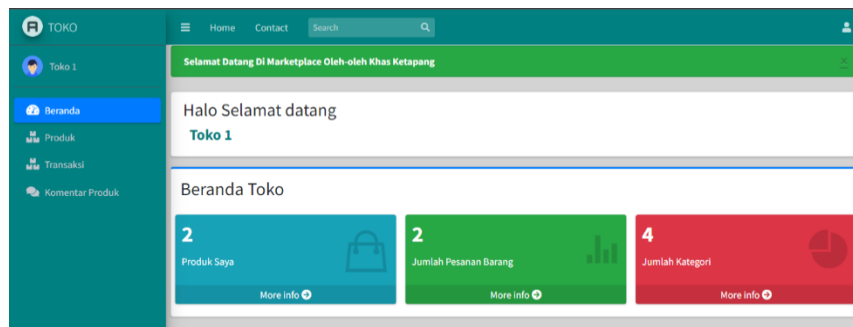 TOKO
Home Contact Search
Toko 1
Selamat Datang Di Marketplace Oleh-oleh Khas Ketapang
×
Beranda
Produk
Transaksi
Komentar Produk
Halo Selamat datang
Toko 1
Beranda Toko
2
Produk Saya
More info
2
Jumlah Pesanan Barang
More info
4
Jumlah Kategori
More info